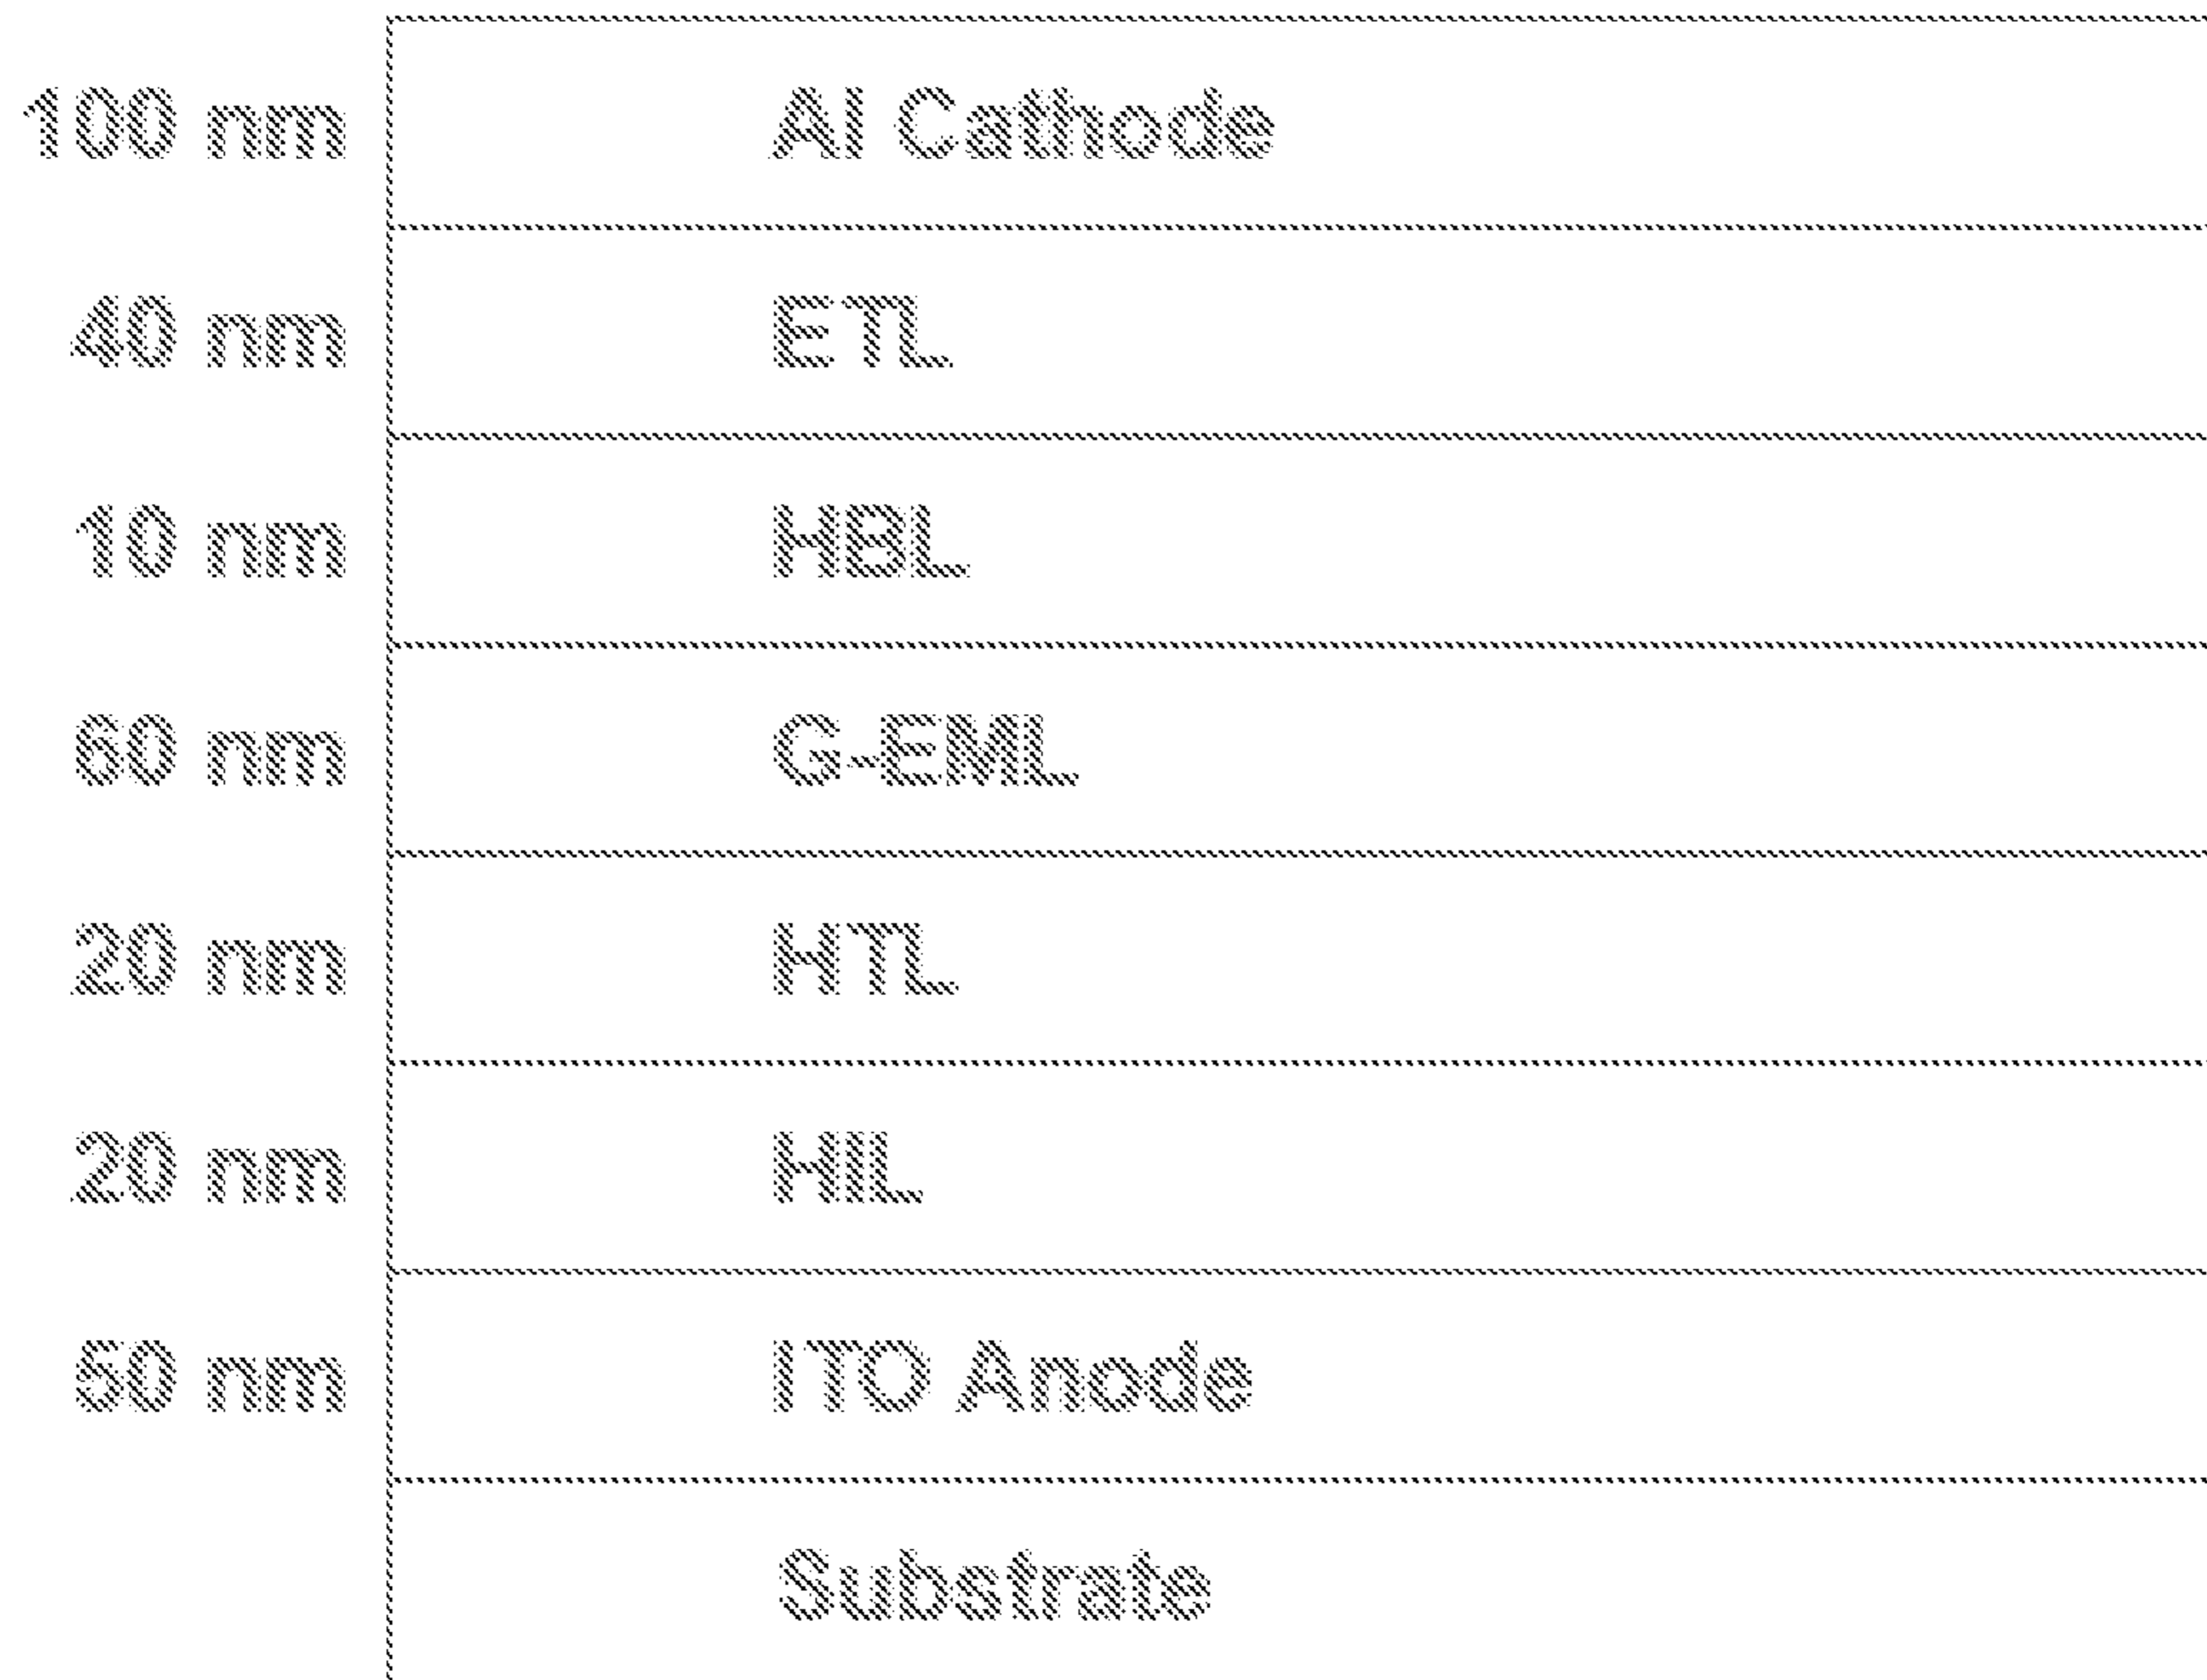 100 nm Al Cathode
40 nm ETL
10 nm HBL
60 nm G-EML
20 nm HTL
20 nm HIL
50 nm ITO Anode
Substrate